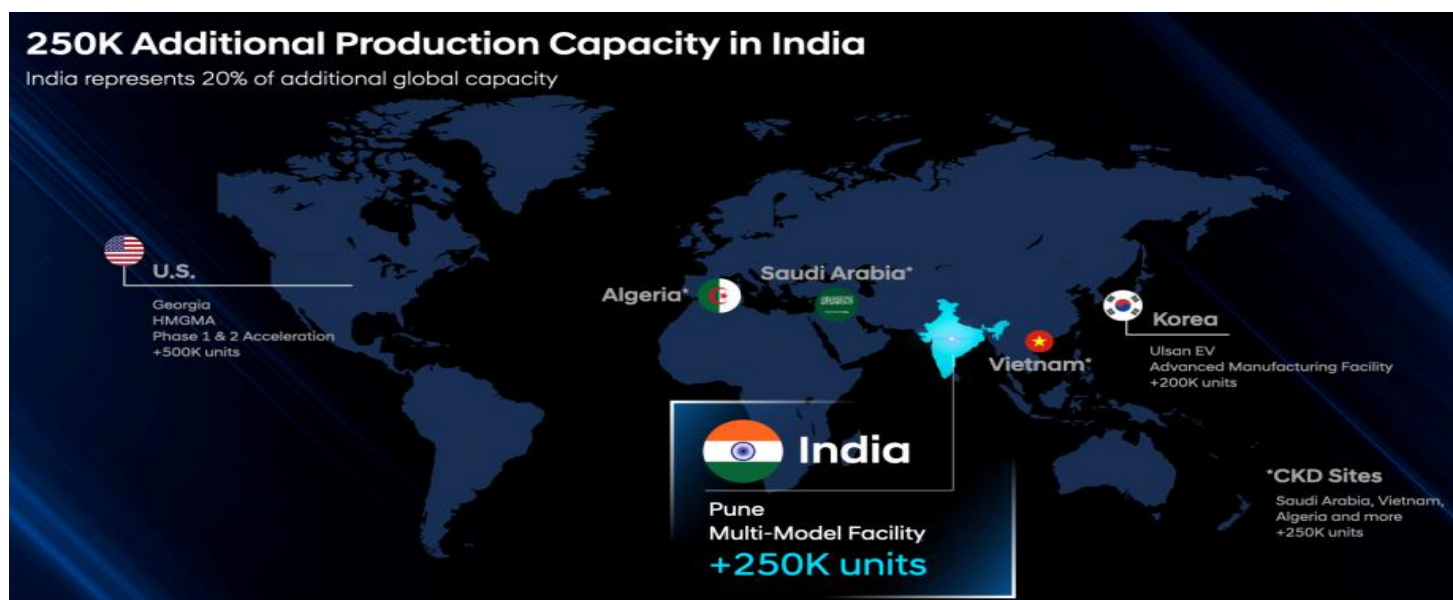 250K Additional Production Capacity in India
India represents 20% of additional global capacity
U.S.
Georgia
HMGMA
Phase 1 & 2 Acceleration
+500K units
Algeria*
Saudi Arabia*
Vietnam*
Korea
Ulsan EV
Advanced Manufacturing Facility
+200K units
India
Pune
Multi-Model Facility
+250K units
*CKD Sites
Saudi Arabia, Vietnam,
Algeria and more
+250K units